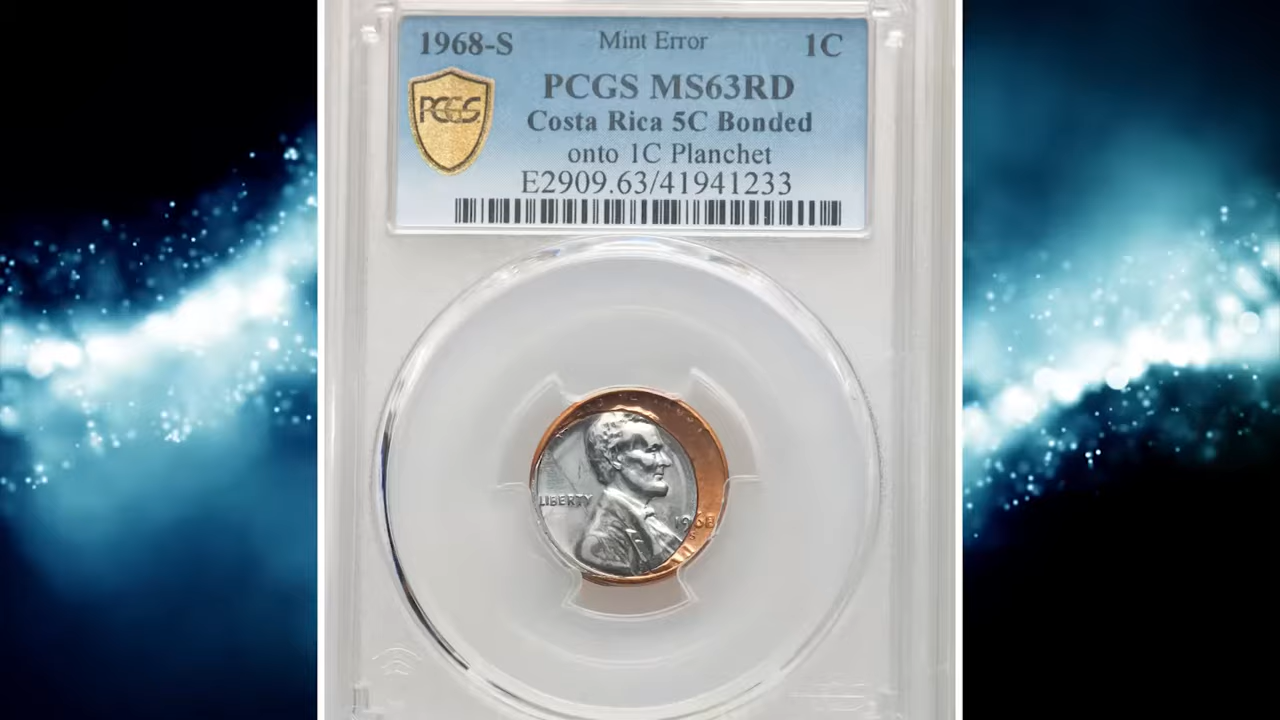 1968-S Mint Error 1C
PCGS MS63RD
PCGS
Costa Rica 5C Bonded
onto 1C Planchet
E2909.63/41941233
LIBERTY
1968
S